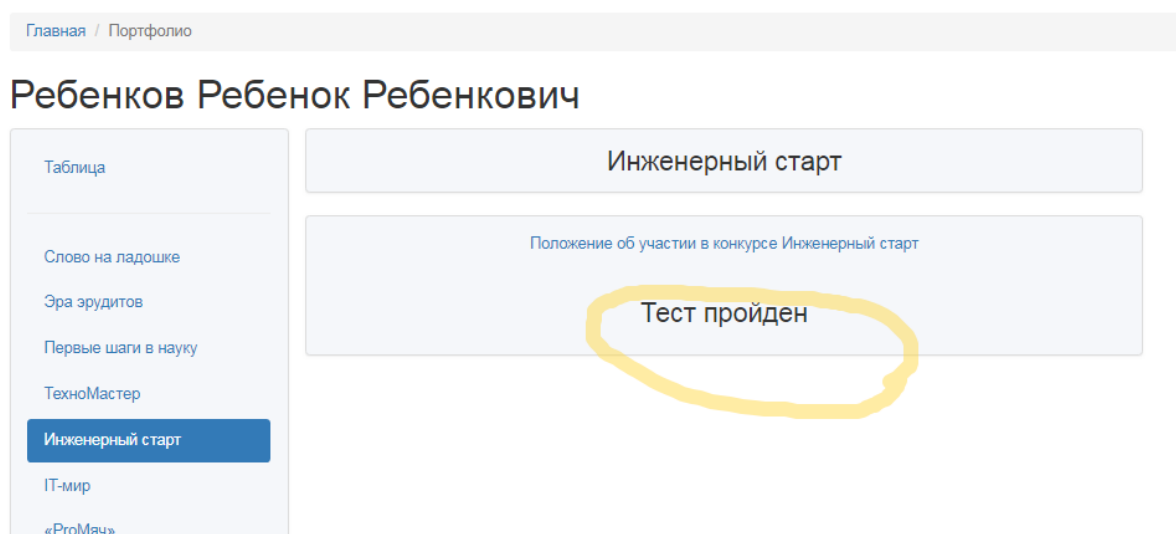 Главная / Портфолио
Ребенков Ребенок Ребенкович
Таблица
Слово на ладошке
Эра эрудитов
Первые шаги в науку
ТехноМастер
Инженерный старт
IT-мир
«ProМяч»
Инженерный старт
Положение об участии в конкурсе Инженерный старт
Тест пройден